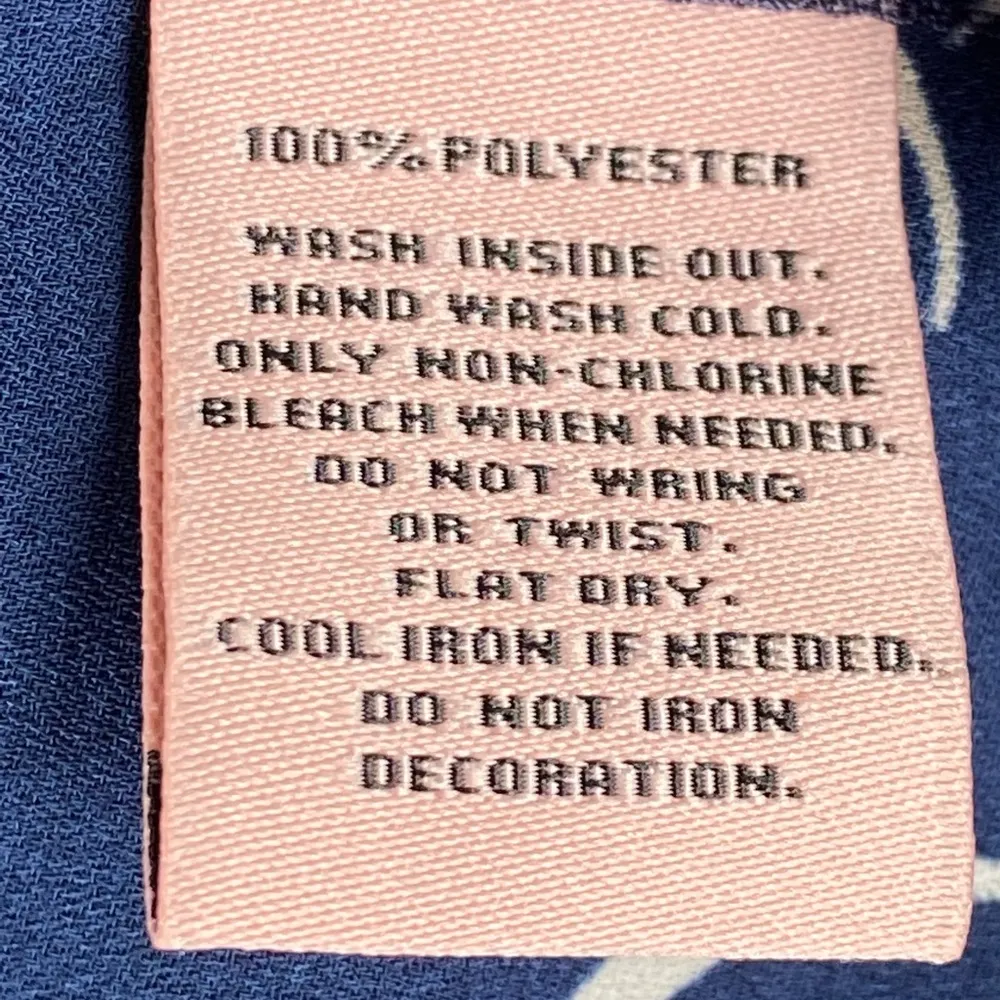 100% POLYESTER
WASH INSIDE OUT.
HAND WASH COLD.
ONLY NON-CHLORINE
BLEACH WHEN NEEDED.
DO NOT WRING
OR TWIST.
FLAT DRY.
COOL IRON IF NEEDED.
DO NOT IRON
DECORATION.